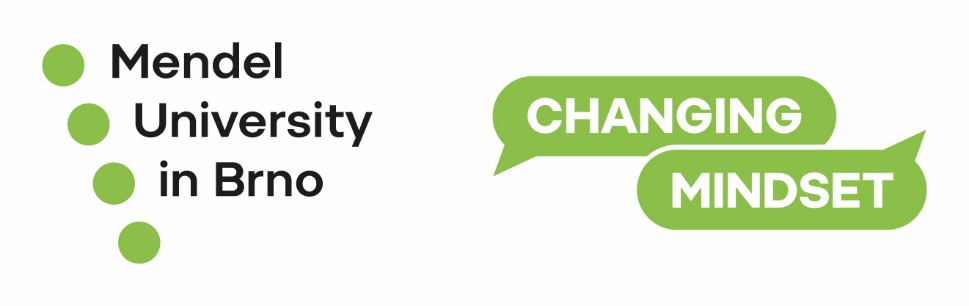 Mendel
University
in Brno
CHANGING
MINDSET